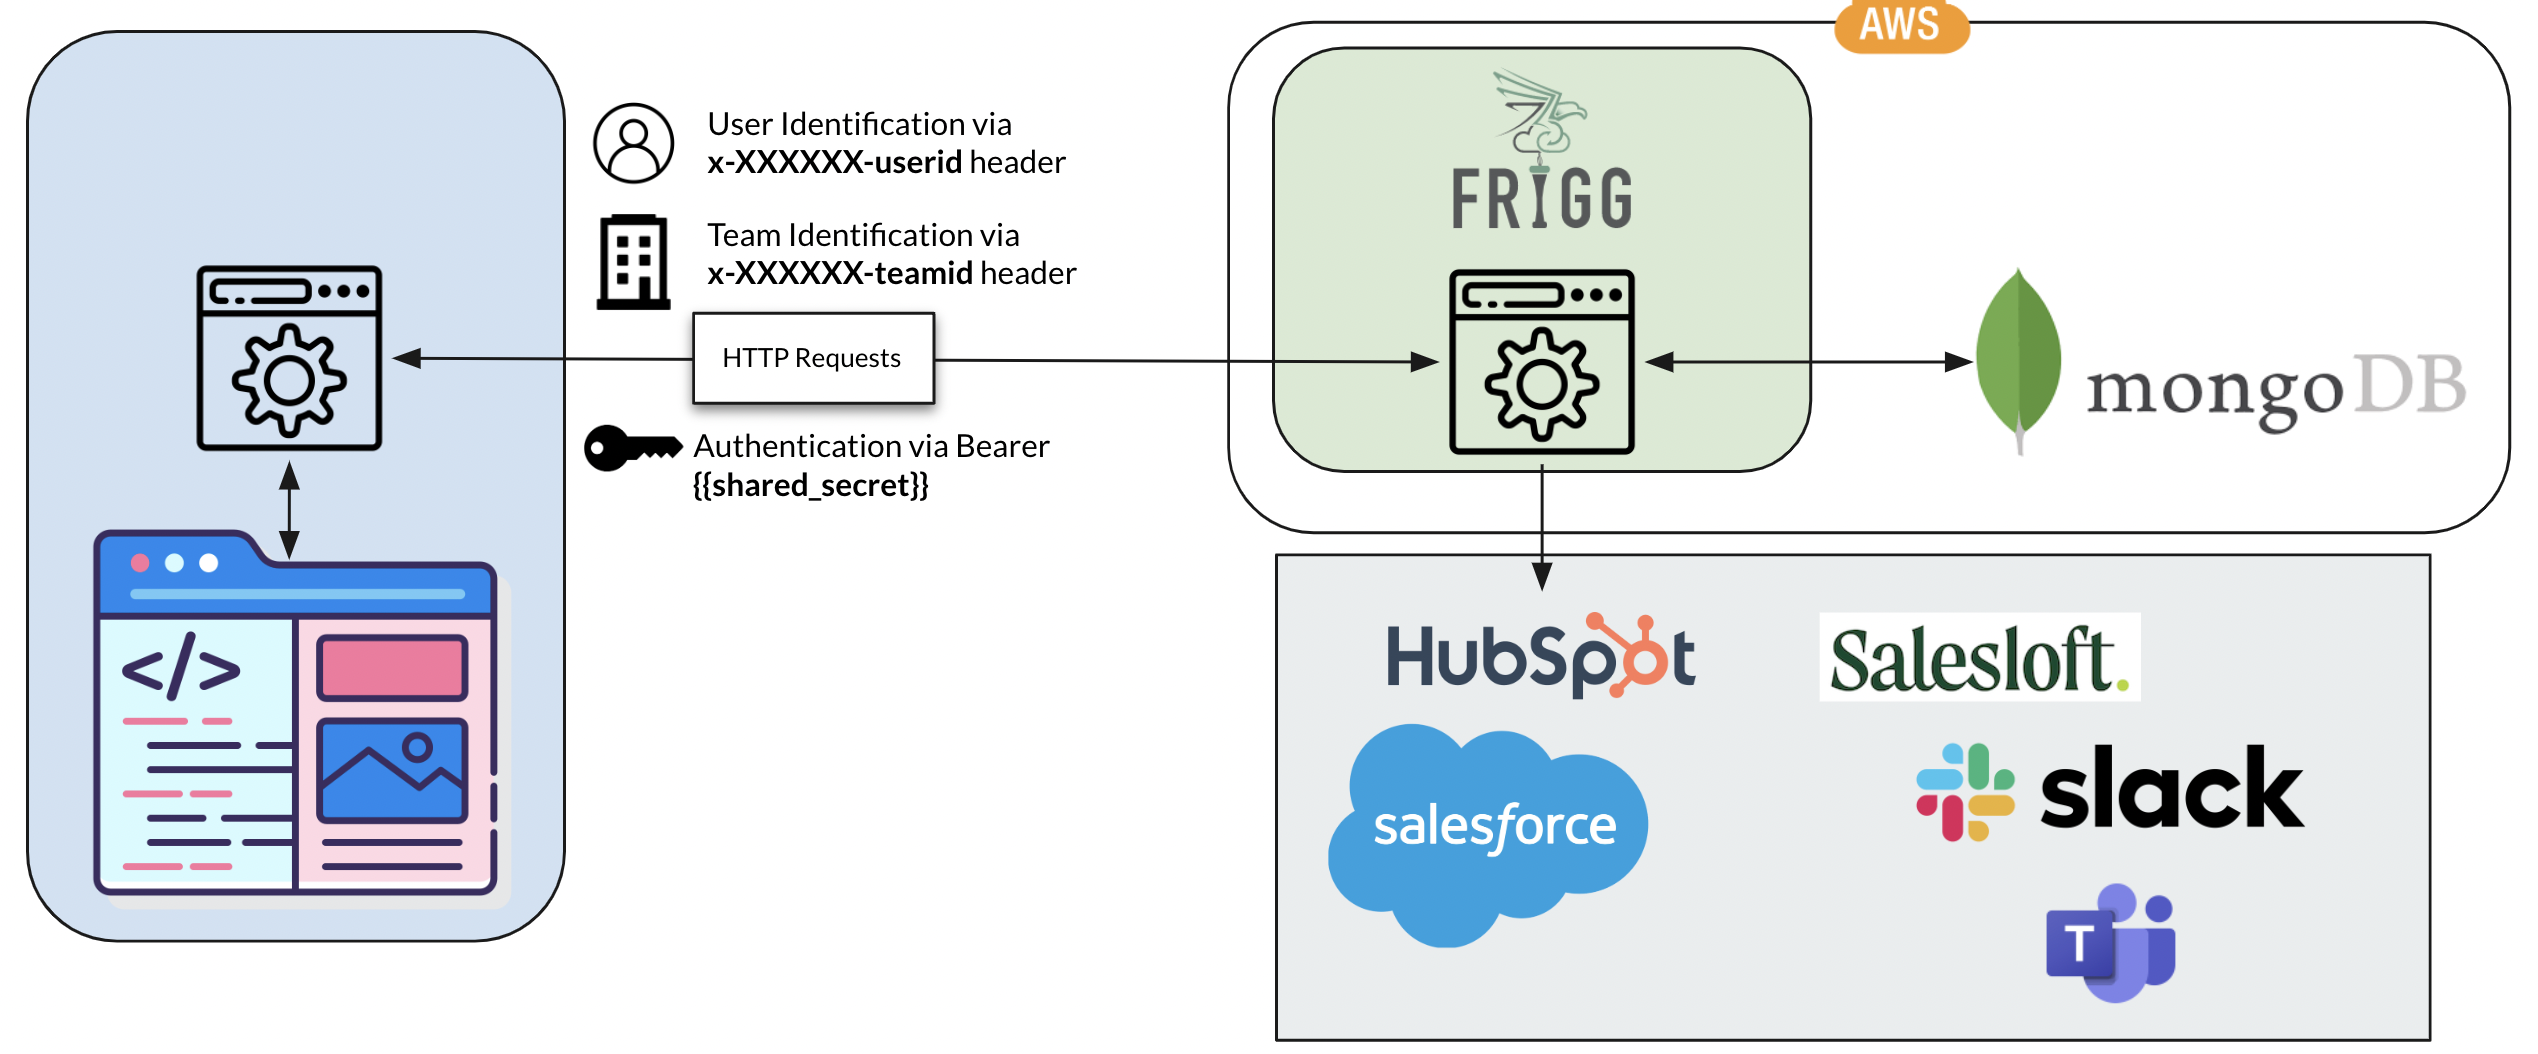 AWS
User Identification via
x-XXXXXX-userid header
Team Identification via
x-XXXXXX-teamid header
HTTP Requests
Authentication via Bearer
{{shared_secret}}
FRIGG
mongoDB
</>
HubSpot
Salesloft.
salesforce
slack
T